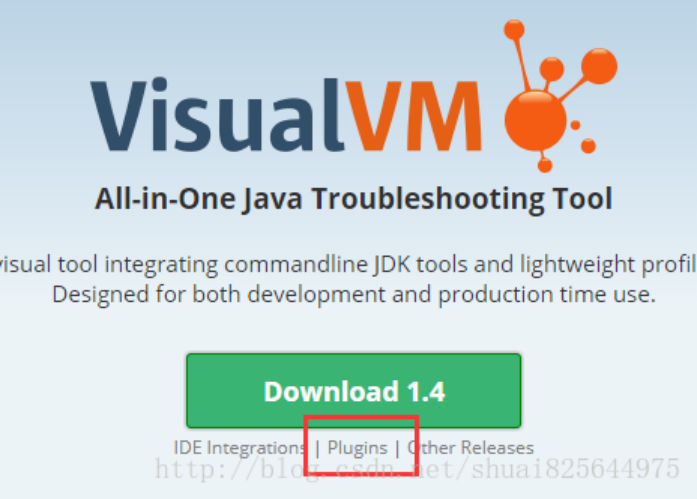 VisualVM
All-in-One Java Troubleshooting Tool
visual tool integrating commandline JDK tools and lightweight profil
Designed for both development and production time use.
Download 1.4
IDE Integrations | Plugins | Other Releases
http://blog.csdn.net/shuai825644975